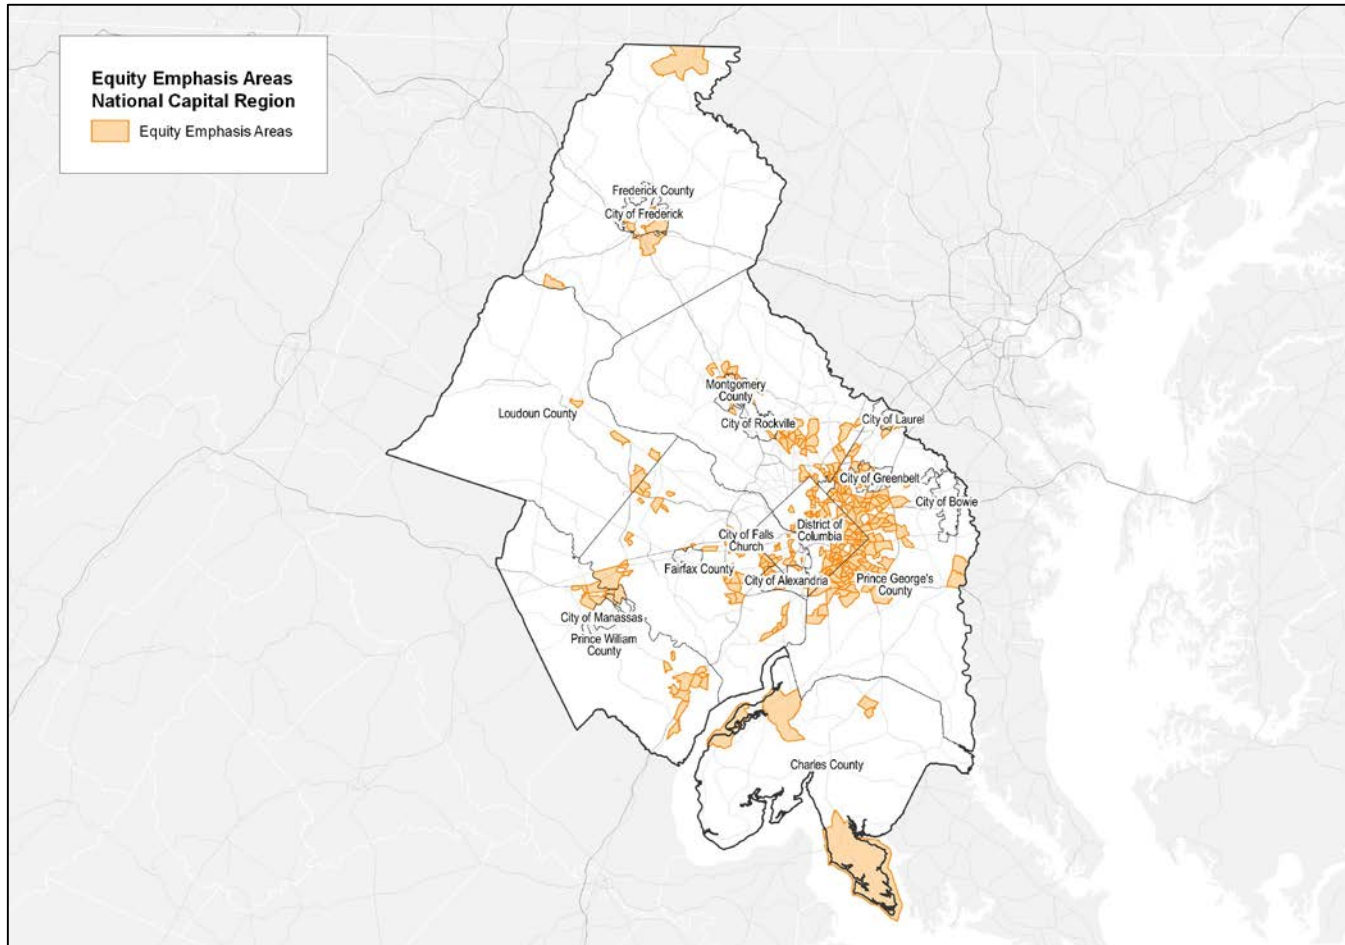 Equity Emphasis Areas
National Capital Region
Equity Emphasis Areas
Frederick County
City of Frederick
Montgomery
County
Loudoun County
City of Rockville
City of Laurel
City of Greenbelt
City of Bowie
District of
Columbia
City of Falls
Church
Fairfax County
City of Alexandria
Prince George's
County
City of Manassas
Prince William
County
Charles County